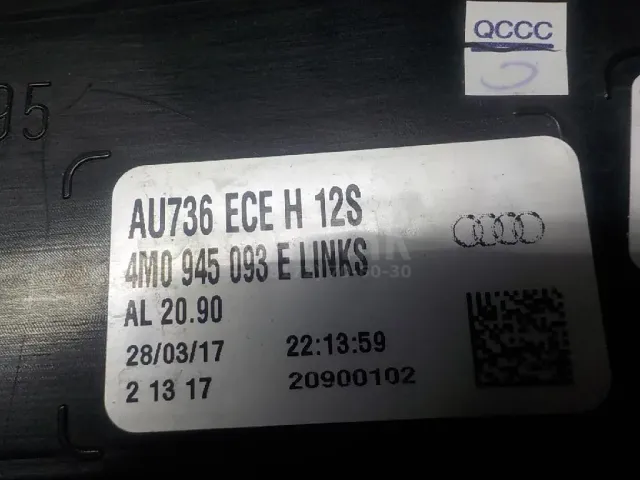 QCCC
95
AU736 ECE H 12S
4M0 945 093 E LINKS
AL 20.90
28/03/17 22:13:59
2 13 17 20900102